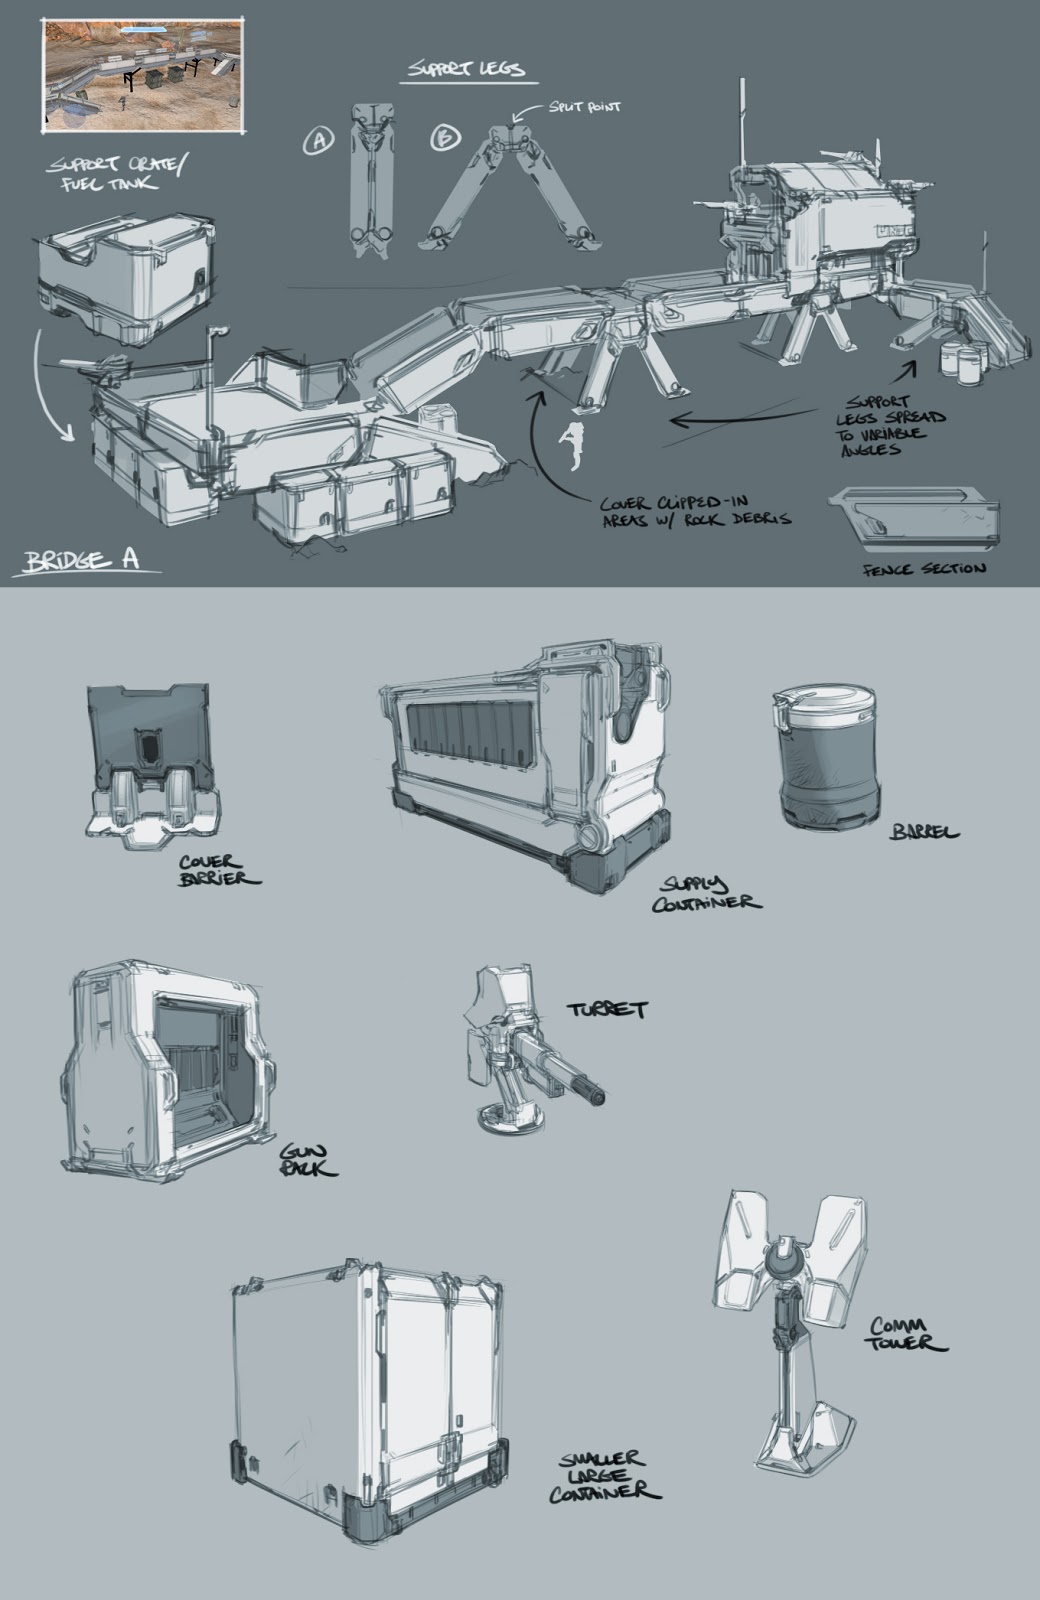 SUPPORT CRATE/
FUEL TANK
SUPPORT LEGS
A
B
SPLIT POINT
UNSC
SUPPORT
LEGS SPREAD
TO VARIABLE
ANGLES
COVER CLIPPED-IN
AREAS W/ ROCK DEBRIS
FENCE SECTION
BRIDGE A
COVER
BARRIER
SUPPLY
CONTAINER
BARREL
GUN
RACK
TURRET
COMM
TOWER
SMALLER
LARGE
CONTAINER